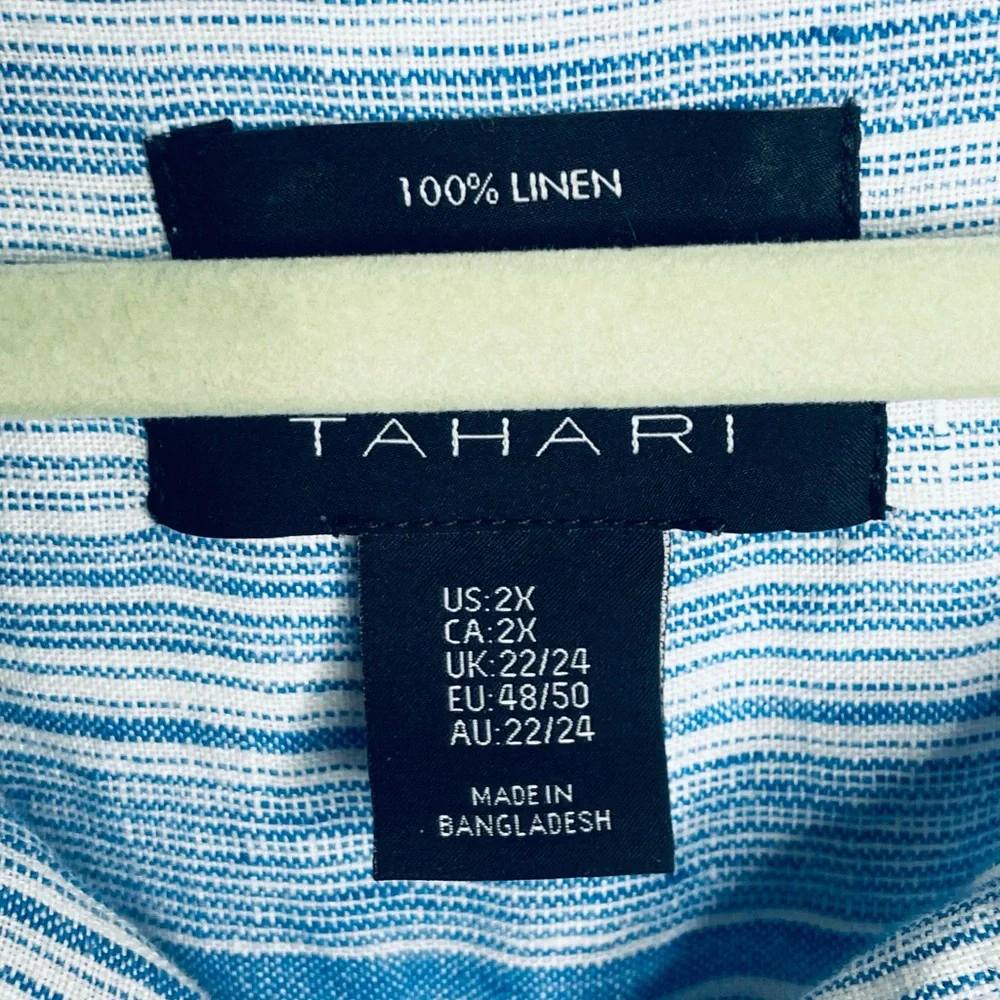 100% LINEN
TAHARI
US:2X
CA:2X
UK:22/24
EU:48/50
AU:22/24
MADE IN
BANGLADESH